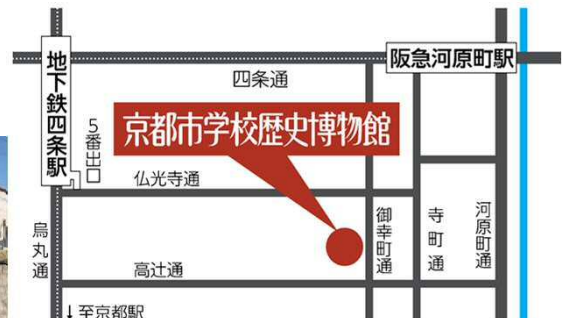 地下鉄四条駅
阪急河原町駅
四条通
5番出口
京都市学校歴史博物館
仏光寺通
烏丸通
御幸町通
寺町通
河原町通
高辻通
↓至京都駅